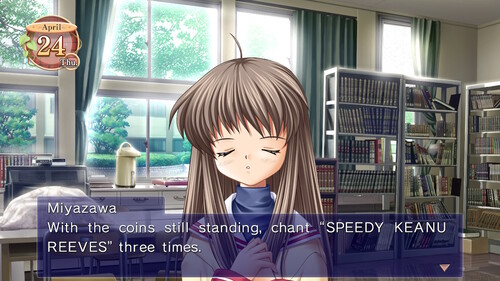 April
24
Thu.
Miyazawa
With the coins still standing, chant "SPEEDY KEANU
REEVES" three times.